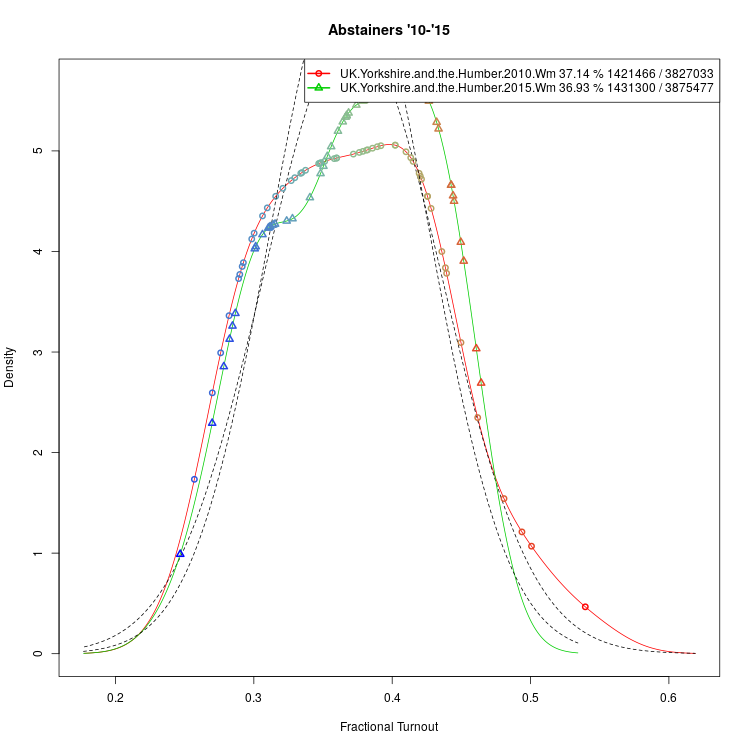 Abstainers '10-'15
UK.Yorkshire.and.the.Humber.2010.Wm 37.14 % 1421466 / 3827033
UK.Yorkshire.and.the.Humber.2015.Wm 36.93 % 1431300 / 3875477
Density
5
4
3
2
1
0
0.2 0.3 0.4 0.5 0.6
Fractional Turnout